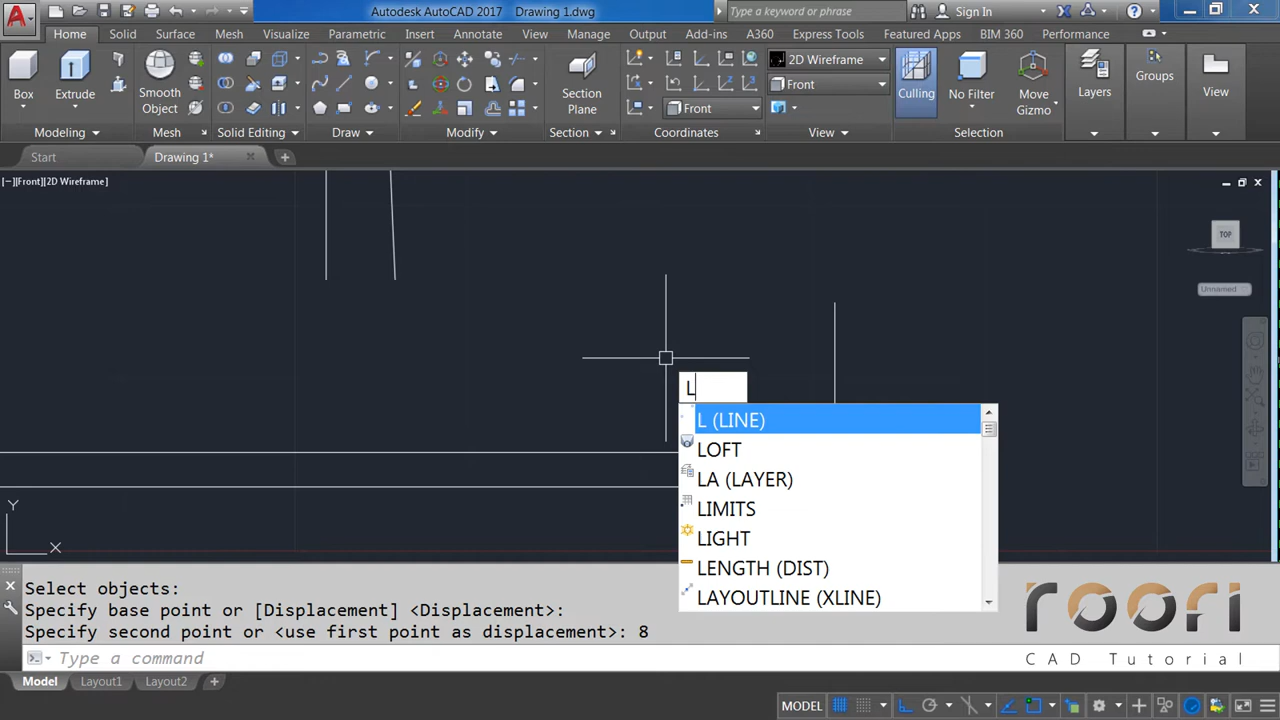 Autodesk AutoCAD 2017 Drawing 1.dwg
Type a keyword or phrase
Sign In
Home Solid Surface Mesh Visualize Parametric Insert Annotate View Manage Output Add-ins A360 Express Tools Featured Apps BIM 360 Performance
2D Wireframe
Front
Front
Box Extrude Smooth Object Section Plane Culling No Filter Move Gizmo Layers Groups View
Modeling Mesh Solid Editing Draw Modify Section Coordinates View Selection
Start Drawing 1*
[−][Front][2D Wireframe]
TOP
Unnamed
L
L (LINE)
LOFT
LA (LAYER)
LIMITS
LIGHT
LENGTH (DIST)
LAYOUTLINE (XLINE)
Y
X
Select objects:
Specify base point or [Displacement] <Displacement>:
Specify second point or <use first point as displacement>: 8
Type a command
roofi
CAD Tutorial
Model Layout1 Layout2
MODEL